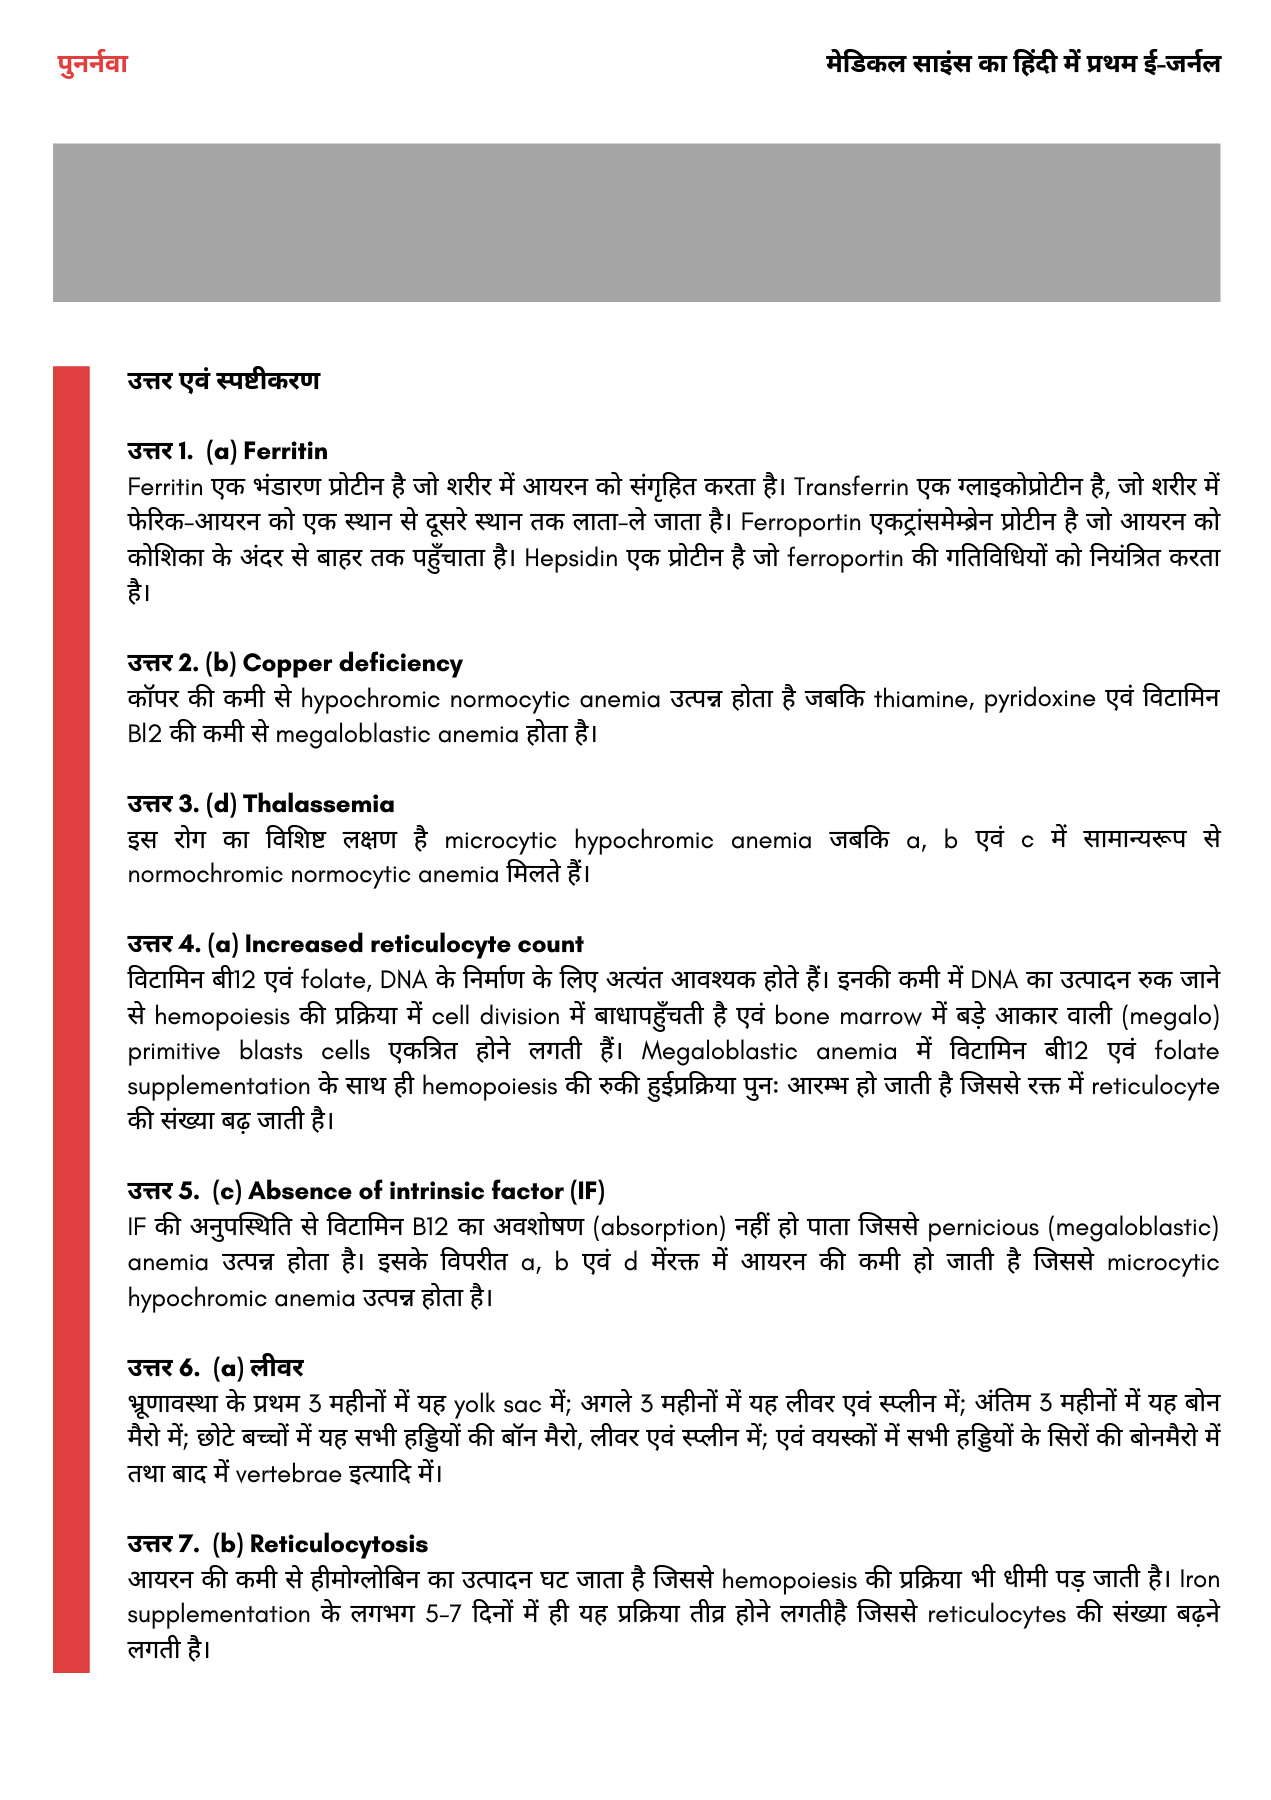 पुनर्नवा
मेडिकल साइंस का हिंदी में प्रथम ई-जर्नल
उत्तर एवं स्पष्टीकरण
उत्तर 1. (a) Ferritin
Ferritin एक भंडारण प्रोटीन है जो शरीर में आयरन को संगृहित करता है। Transferrin एक ग्लाइकोप्रोटीन है, जो शरीर में
फेरिक-आयरन को एक स्थान से दूसरे स्थान तक लाता-ले जाता है। Ferroportin एकट्रांसमेम्ब्रेन प्रोटीन है जो आयरन को
कोशिका के अंदर से बाहर तक पहुँचाता है। Hepsidin एक प्रोटीन है जो ferroportin की गतिविधियों को नियंत्रित करता
है।
उत्तर 2. (b) Copper deficiency
कॉपर की कमी से hypochromic normocytic anemia उत्पन्न होता है जबकि thiamine, pyridoxine एवं विटामिन
Bl2 की कमी से megaloblastic anemia होता है।
उत्तर 3. (d) Thalassemia
इस रोग का विशिष्ट लक्षण है microcytic hypochromic anemia जबकि a, b एवं c में सामान्यरूप से
normochromic normocytic anemia मिलते हैं।
उत्तर 4. (a) Increased reticulocyte count
विटामिन बी12 एवं folate, DNA के निर्माण के लिए अत्यंत आवश्यक होते हैं। इनकी कमी में DNA का उत्पादन रुक जाने
से hemopoiesis की प्रक्रिया में cell division में बाधापहुँचती है एवं bone marrow में बड़े आकार वाली (megalo)
primitive blasts cells एकत्रित होने लगती हैं। Megaloblastic anemia में विटामिन बी12 एवं folate
supplementation के साथ ही hemopoiesis की रुकी हुईप्रक्रिया पुनः आरम्भ हो जाती है जिससे रक्त में reticulocyte
की संख्या बढ़ जाती है।
उत्तर 5. (c) Absence of intrinsic factor (IF)
IF की अनुपस्थिति से विटामिन B12 का अवशोषण (absorption) नहीं हो पाता जिससे pernicious (megaloblastic)
anemia उत्पन्न होता है। इसके विपरीत a, b एवं d मेंरक्त में आयरन की कमी हो जाती है जिससे microcytic
hypochromic anemia उत्पन्न होता है।
उत्तर 6. (a) लीवर
भ्रूणावस्था के प्रथम 3 महीनों में यह yolk sac में; अगले 3 महीनों में यह लीवर एवं स्प्लीन में; अंतिम 3 महीनों में यह बोन
मैरो में; छोटे बच्चों में यह सभी हड्डियों की बॉन मैरो, लीवर एवं स्प्लीन में; एवं वयस्कों में सभी हड्डियों के सिरों की बोनमैरो में
तथा बाद में vertebrae इत्यादि में।
उत्तर 7. (b) Reticulocytosis
आयरन की कमी से हीमोग्लोबिन का उत्पादन घट जाता है जिससे hemopoiesis की प्रक्रिया भी धीमी पड़ जाती है। Iron
supplementation के लगभग 5-7 दिनों में ही यह प्रक्रिया तीव्र होने लगतीहै जिससे reticulocytes की संख्या बढ़ने
लगती है।